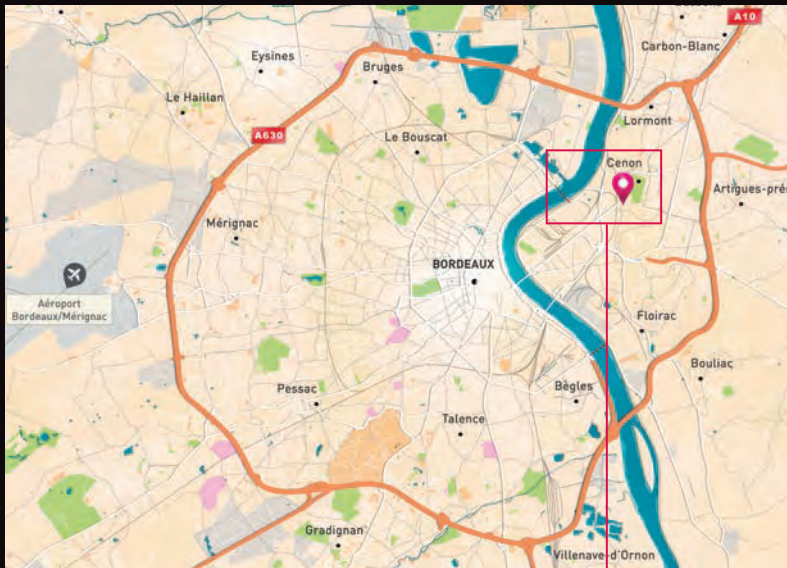 A10
Carbon-Blanc
Eysines
Bruges
Le Haillan
Lormont
A630
Le Bouscat
Cenon
Artigues-pré
Mérignac
BORDEAUX
Aéroport
Bordeaux/Mérignac
Floirac
Bouliac
Pessac
Bègles
Talence
Gradignan
Villenave-d'Ornon